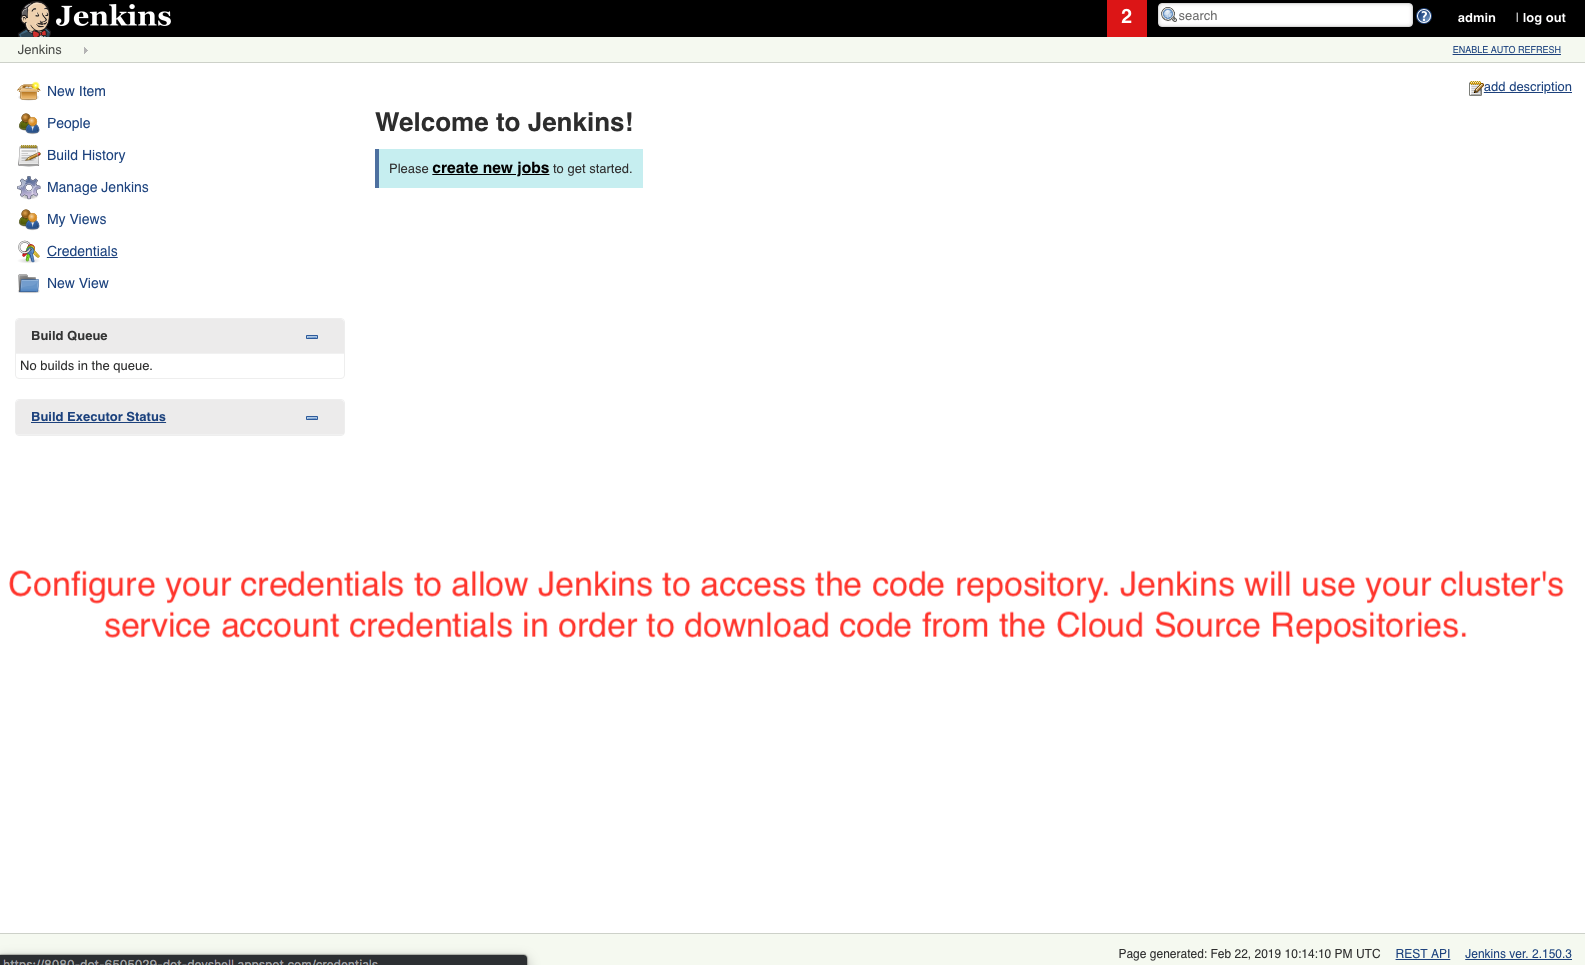 Jenkins
2
search
admin
| log out
Jenkins
ENABLE AUTO REFRESH
New Item
People
Build History
Manage Jenkins
My Views
Credentials
New View
Build Queue
No builds in the queue.
Build Executor Status
add description
Welcome to Jenkins!
Please create new jobs to get started.
Configure your credentials to allow Jenkins to access the code repository. Jenkins will use your cluster's
service account credentials in order to download code from the Cloud Source Repositories.
Page generated: Feb 22, 2019 10:14:10 PM UTC
REST API
Jenkins ver. 2.150.3